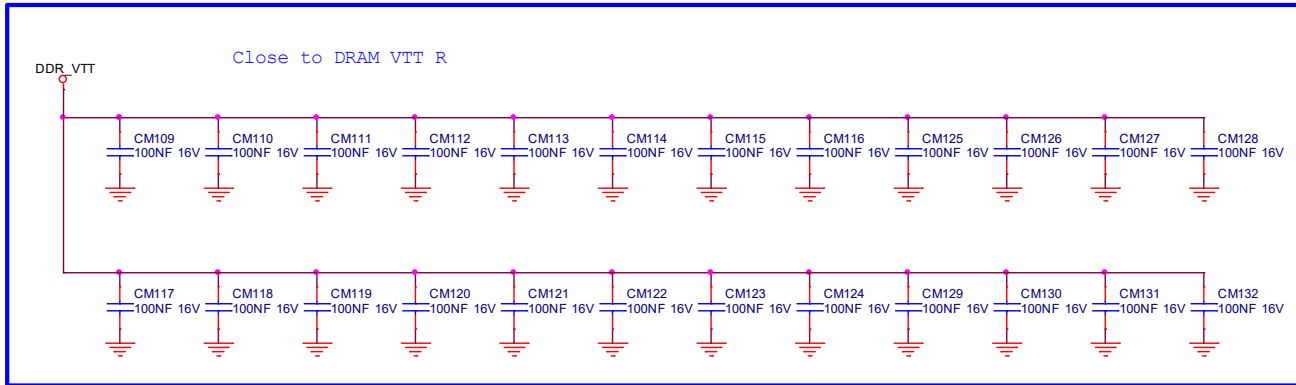 Close to DRAM VTT R
DDR_VTT
CM109 CM110 CM111 CM112 CM113 CM114 CM115 CM116 CM125 CM126 CM127 CM128
100NF 16V 100NF 16V 100NF 16V 100NF 16V 100NF 16V 100NF 16V 100NF 16V 100NF 16V 100NF 16V 100NF 16V 100NF 16V 100NF 16V
CM117 CM118 CM119 CM120 CM121 CM122 CM123 CM124 CM129 CM130 CM131 CM132
100NF 16V 100NF 16V 100NF 16V 100NF 16V 100NF 16V 100NF 16V 100NF 16V 100NF 16V 100NF 16V 100NF 16V 100NF 16V 100NF 16V